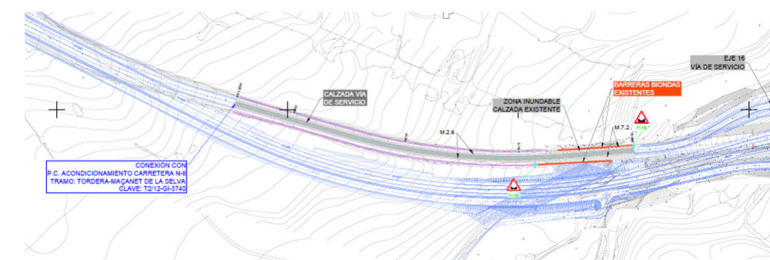 EJE 16
VÍA DE SERVICIO
BARRERAS BIONDAS
EXISTENTES
CALZADA VÍA
DE SERVICIO
ZONA INUNDABLE
CALZADA EXISTENTE
M.7.2
M.2.6
CONEXIÓN CON
P.C. ACONDICIONAMIENTO CARRETERA N-II
TRAMO: TORDERA-MAÇANET DE LA SELVA
CLAVE: T2/12-GI-3740